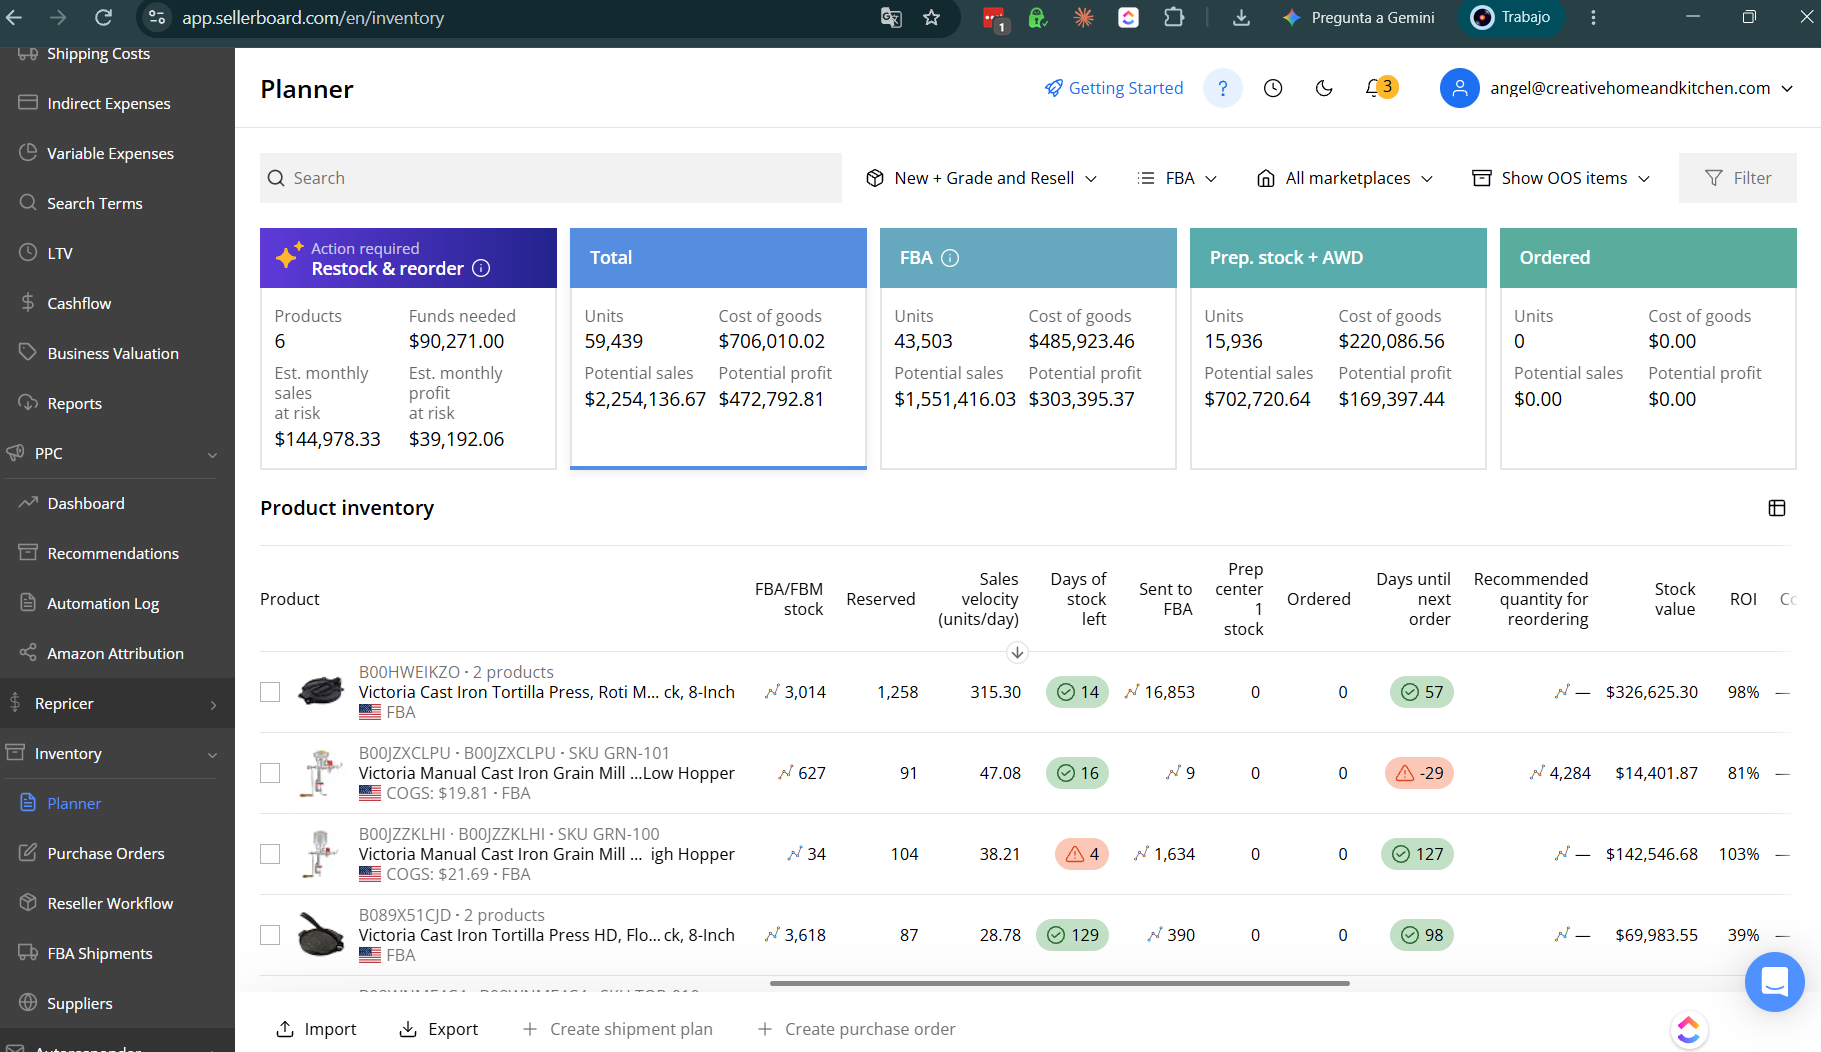 app.sellerboard.com/en/inventory
1
Pregunta a Gemini
Trabajo
Shipping Costs
Indirect Expenses
Variable Expenses
Search Terms
LTV
Cashflow
Business Valuation
Reports
PPC
Dashboard
Recommendations
Automation Log
Amazon Attribution
Repricer
Inventory
Planner
Purchase Orders
Reseller Workflow
FBA Shipments
Suppliers
Autoresponder
Planner
Getting Started
?
3
angel@creativehomeandkitchen.com
Search
New + Grade and Resell
FBA
All marketplaces
Show OOS items
Filter
Action required
Restock & reorder
Products
Funds needed
6
$90,271.00
Est. monthly
sales
at risk
Est. monthly
profit
at risk
$144,978.33
$39,192.06
Total
Units
Cost of goods
59,439
$706,010.02
Potential sales
Potential profit
$2,254,136.67
$472,792.81
FBA
Units
Cost of goods
43,503
$485,923.46
Potential sales
Potential profit
$1,551,416.03
$303,395.37
Prep. stock + AWD
Units
Cost of goods
15,936
$220,086.56
Potential sales
Potential profit
$702,720.64
$169,397.44
Ordered
Units
Cost of goods
0
$0.00
Potential sales
Potential profit
$0.00
$0.00
Product inventory
Product
FBA/FBM
stock
Reserved
Sales
velocity
(units/day)
Days of
stock
left
Sent to
FBA
Prep
center
1
stock
Ordered
Days until
next
order
Recommended
quantity for
reordering
Stock
value
ROI
B00HWEIKZO · 2 products
Victoria Cast Iron Tortilla Press, Roti M... ck, 8-Inch
FBA
3,014
1,258
315.30
14
16,853
0
0
57
—
$326,625.30
98%
—
B00JZXCLPU · B00JZXCLPU · SKU GRN-101
Victoria Manual Cast Iron Grain Mill ...Low Hopper
COGS: $19.81 · FBA
627
91
47.08
16
9
0
0
-29
4,284
$14,401.87
81%
—
B00JZZKLHI · B00JZZKLHI · SKU GRN-100
Victoria Manual Cast Iron Grain Mill ... igh Hopper
COGS: $21.69 · FBA
34
104
38.21
4
1,634
0
0
127
—
$142,546.68
103%
—
B089X51CJD · 2 products
Victoria Cast Iron Tortilla Press HD, Flo... ck, 8-Inch
FBA
3,618
87
28.78
129
390
0
0
98
—
$69,983.55
39%
—
Import
Export
+ Create shipment plan
+ Create purchase order